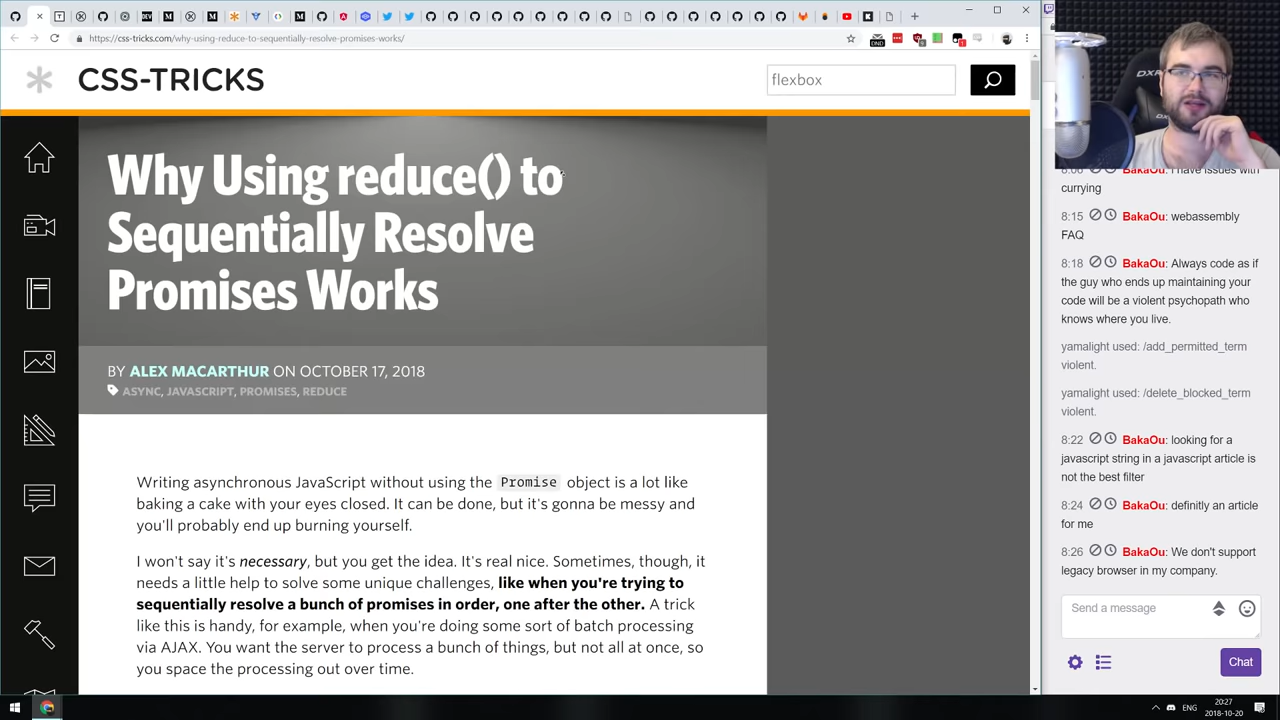 https://css-tricks.com/why-using-reduce-to-sequentially-resolve-promises-works/
DND
CSS-TRICKS
flexbox
Why Using reduce() to
Sequentially Resolve
Promises Works
BY ALEX MACARTHUR ON OCTOBER 17, 2018
ASYNC, JAVASCRIPT, PROMISES, REDUCE
Writing asynchronous JavaScript without using the Promise object is a lot like
baking a cake with your eyes closed. It can be done, but it's gonna be messy and
you'll probably end up burning yourself.
I won't say it's necessary, but you get the idea. It's real nice. Sometimes, though, it
needs a little help to solve some unique challenges, like when you're trying to
sequentially resolve a bunch of promises in order, one after the other. A trick
like this is handy, for example, when you're doing some sort of batch processing
via AJAX. You want the server to process a bunch of things, but not all at once, so
you space the processing out over time.
DXR
8:06 BakaOu: i have issues with
currying
8:15 BakaOu: webassembly
FAQ
8:18 BakaOu: Always code as if
the guy who ends up maintaining your
code will be a violent psychopath who
knows where you live.
yamalight used: /add_permitted_term
violent.
yamalight used: /delete_blocked_term
violent.
8:22 BakaOu: looking for a
javascript string in a javascript article is
not the best filter
8:24 BakaOu: definitly an article
for me
8:26 BakaOu: We don't support
legacy browser in my company.
Send a message
Chat
ENG
20:27
2018-10-20